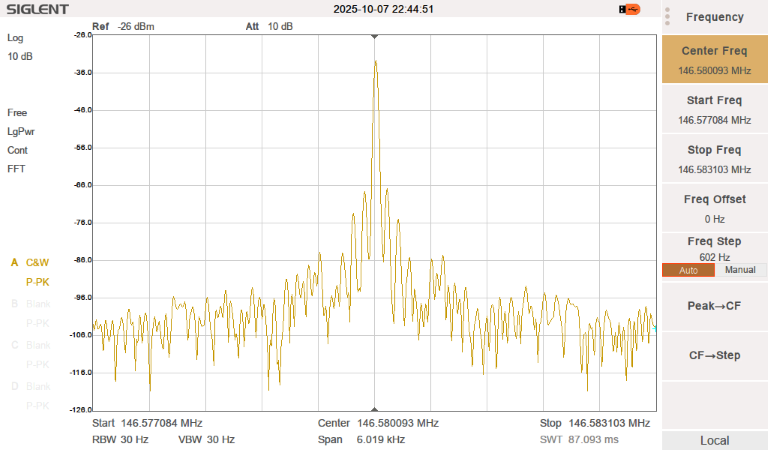 SIGLENT 2025-10-07 22:44:51
Ref -26 dBm Att 10 dB
Log
10 dB
Free
LgPwr
Cont
FFT
A C&W
P-PK
B Blank
P-PK
C Blank
P-PK
D Blank
P-PK
-26.0
-36.0
-46.0
-56.0
-66.0
-76.0
-86.0
-96.0
-106.0
-116.0
-126.0
Start 146.577084 MHz Center 146.580093 MHz Stop 146.583103 MHz
RBW 30 Hz VBW 30 Hz Span 6.019 kHz SWT 87.093 ms
Frequency
Center Freq
146.580093 MHz
Start Freq
146.577084 MHz
Stop Freq
146.583103 MHz
Freq Offset
0 Hz
Freq Step
602 Hz
Auto Manual
Peak→CF
CF→Step
Local